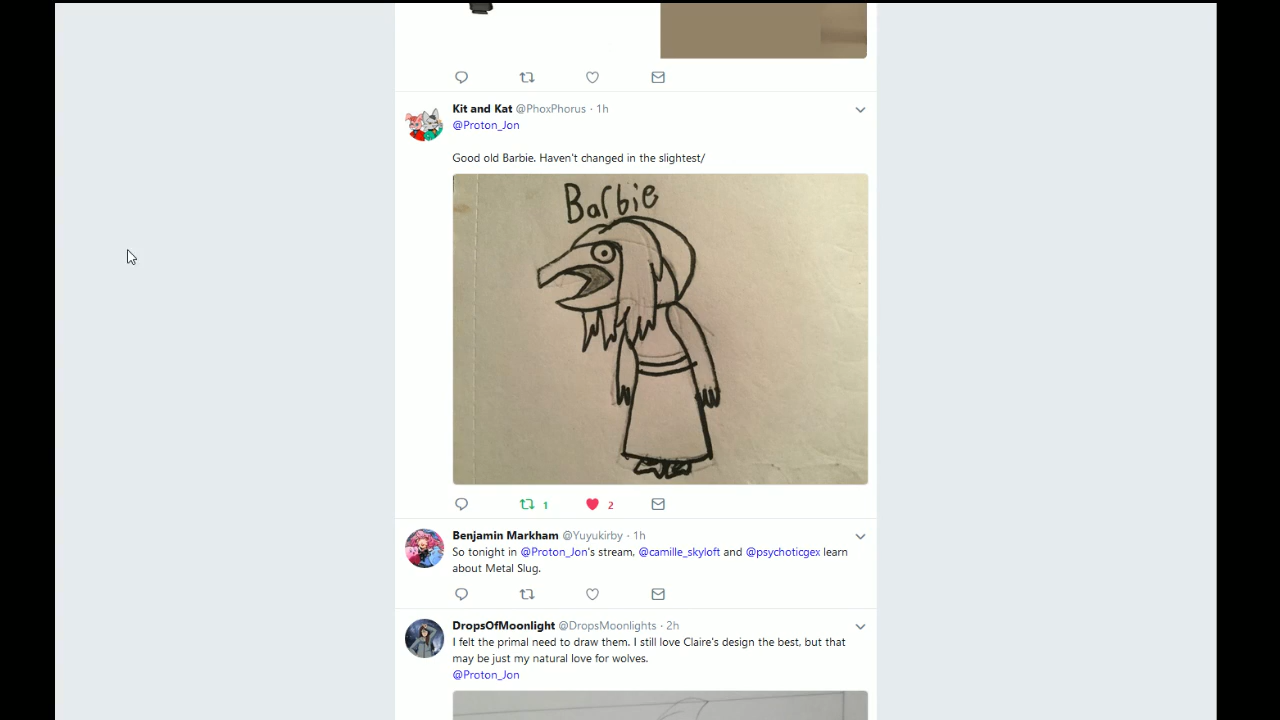 Kit and Kat @PhoxPhorus · 1h
@Proton_Jon
Good old Barbie. Haven't changed in the slightest/
Barbie
1 2
Benjamin Markham @Yuyukirby · 1h
So tonight in @Proton_Jon's stream, @camille_skyloft and @psychoticgex learn
about Metal Slug.
DropsOfMoonlight @DropsMoonlights · 2h
I felt the primal need to draw them. I still love Claire's design the best, but that
may be just my natural love for wolves.
@Proton_Jon